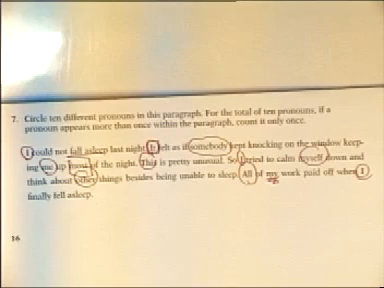 7. Circle ten different pronouns in this paragraph. For the total of ten pronouns, if a
pronoun appears more than once within the paragraph, count it only once.
I could not fall asleep last night. It felt as if somebody kept knocking on the window keep-
ing me up most of the night. This is pretty unusual. So I tried to calm myself down and
think about other things besides being unable to sleep. All of my work paid off when I
finally fell asleep.
16